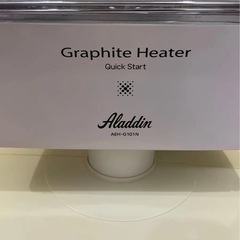 Graphite Heater
Quick Start
Aladdin
AEH-G101N